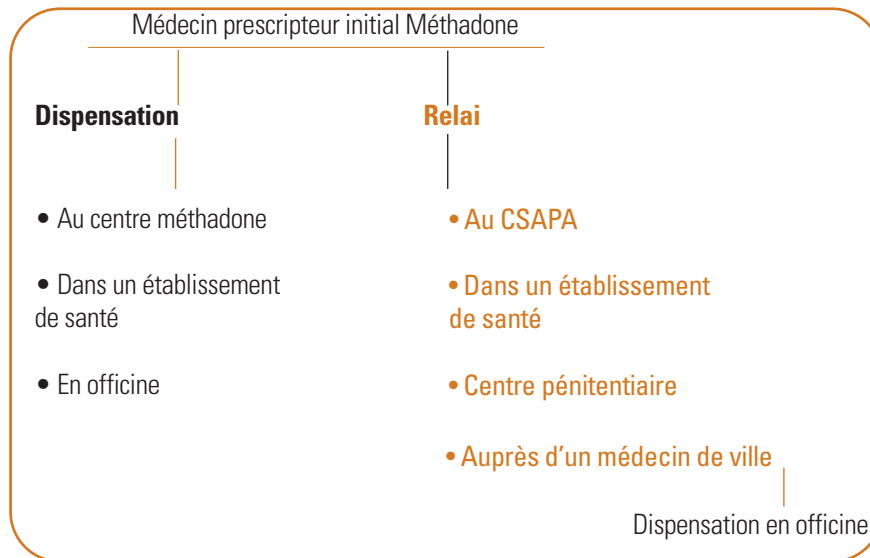 Médecin prescripteur initial Méthadone
Dispensation
• Au centre méthadone
• Dans un établissement
de santé
• En officine
Relai
• Au CSAPA
• Dans un établissement
de santé
• Centre pénitentiaire
• Auprès d’un médecin de ville
Dispensation en officine